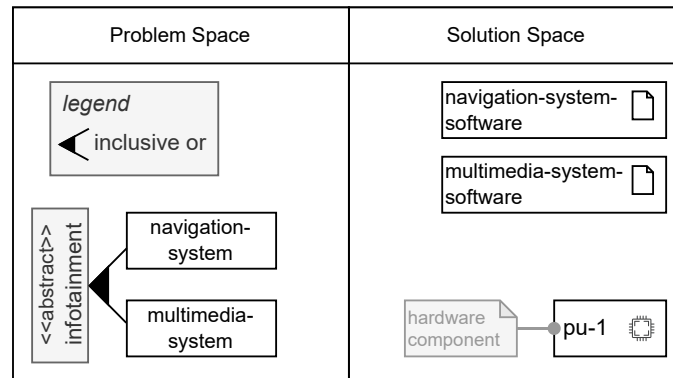 Problem Space
Solution Space
legend
inclusive or
<<abstract>>
infotainment
navigation-
system
multimedia-
system
navigation-system-
software
multimedia-system-
software
hardware
component
pu-1